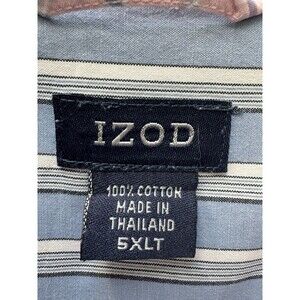 IZOD
100% COTTON
MADE IN
THAILAND
5XLT